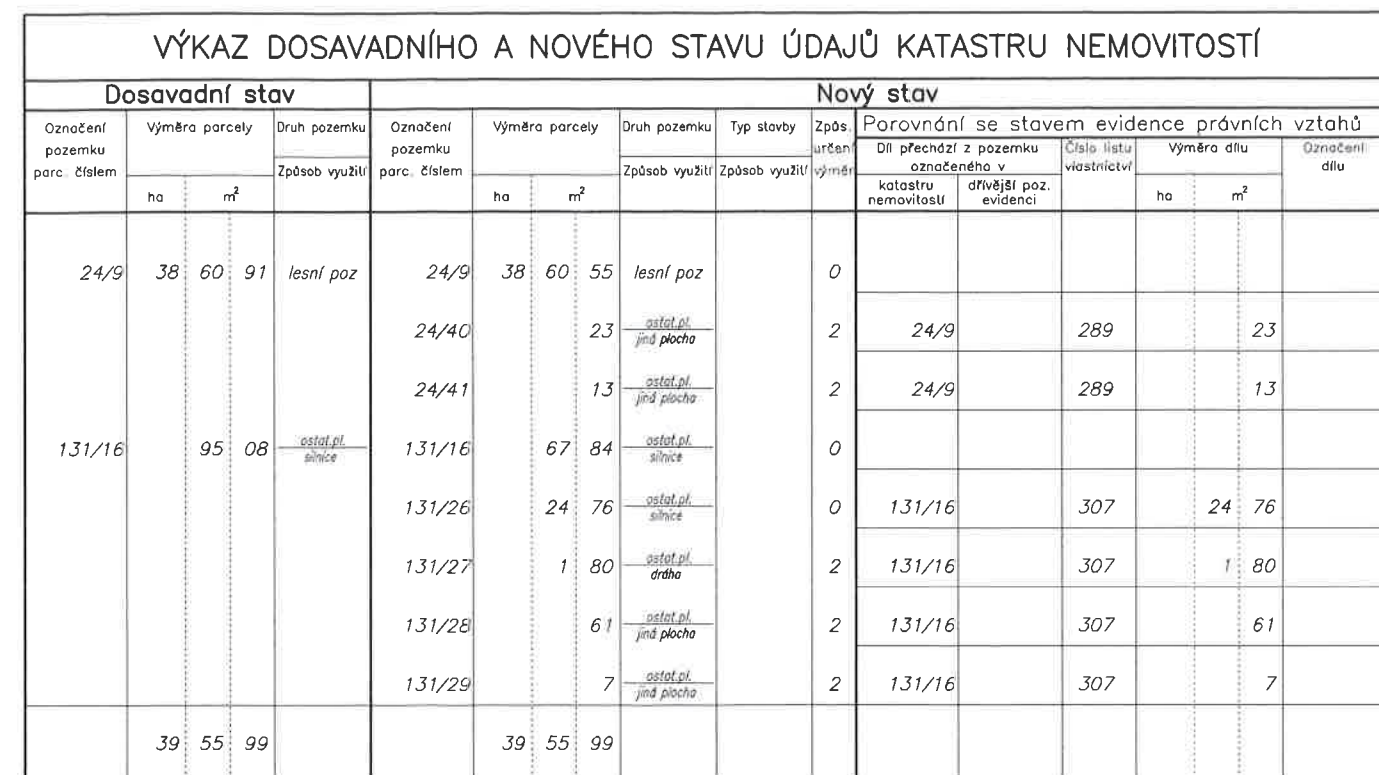 VÝKAZ DOSAVADNÍHO A NOVÉHO STAVU ÚDAJŮ KATASTRU NEMOVITOSTÍ
Dosavadní stav Nový stav
Označení pozemku parc. číslem Výměra parcely ha m² Druh pozemku Způsob využití Označení pozemku parc. číslem Výměra parcely ha m² Druh pozemku Způsob využití Typ stavby Způsob využití Způs. určení výměr Porovnání se stavem evidence právních vztahů
Díl přechází z pozemku označeného v Číslo listu vlastnictví Výměra dílu Označení dílu
katastru nemovitostí dřívější poz. evidenci ha m²
24/9 38 60 91 lesní poz 24/9 38 60 55 lesní poz 0
24/40 23 ostat.pl. jiná plocha 2 24/9 289 23
24/41 13 ostat.pl. jiná plocha 2 24/9 289 13
131/16 95 08 ostat.pl. silnice 131/16 67 84 ostat.pl. silnice 0
131/26 24 76 ostat.pl. silnice 0 131/16 307 24 76
131/27 1 80 ostat.pl. dráha 2 131/16 307 1 80
131/28 61 ostat.pl. jiná plocha 2 131/16 307 61
131/29 7 ostat.pl. jiná plocha 2 131/16 307 7
39 55 99 39 55 99